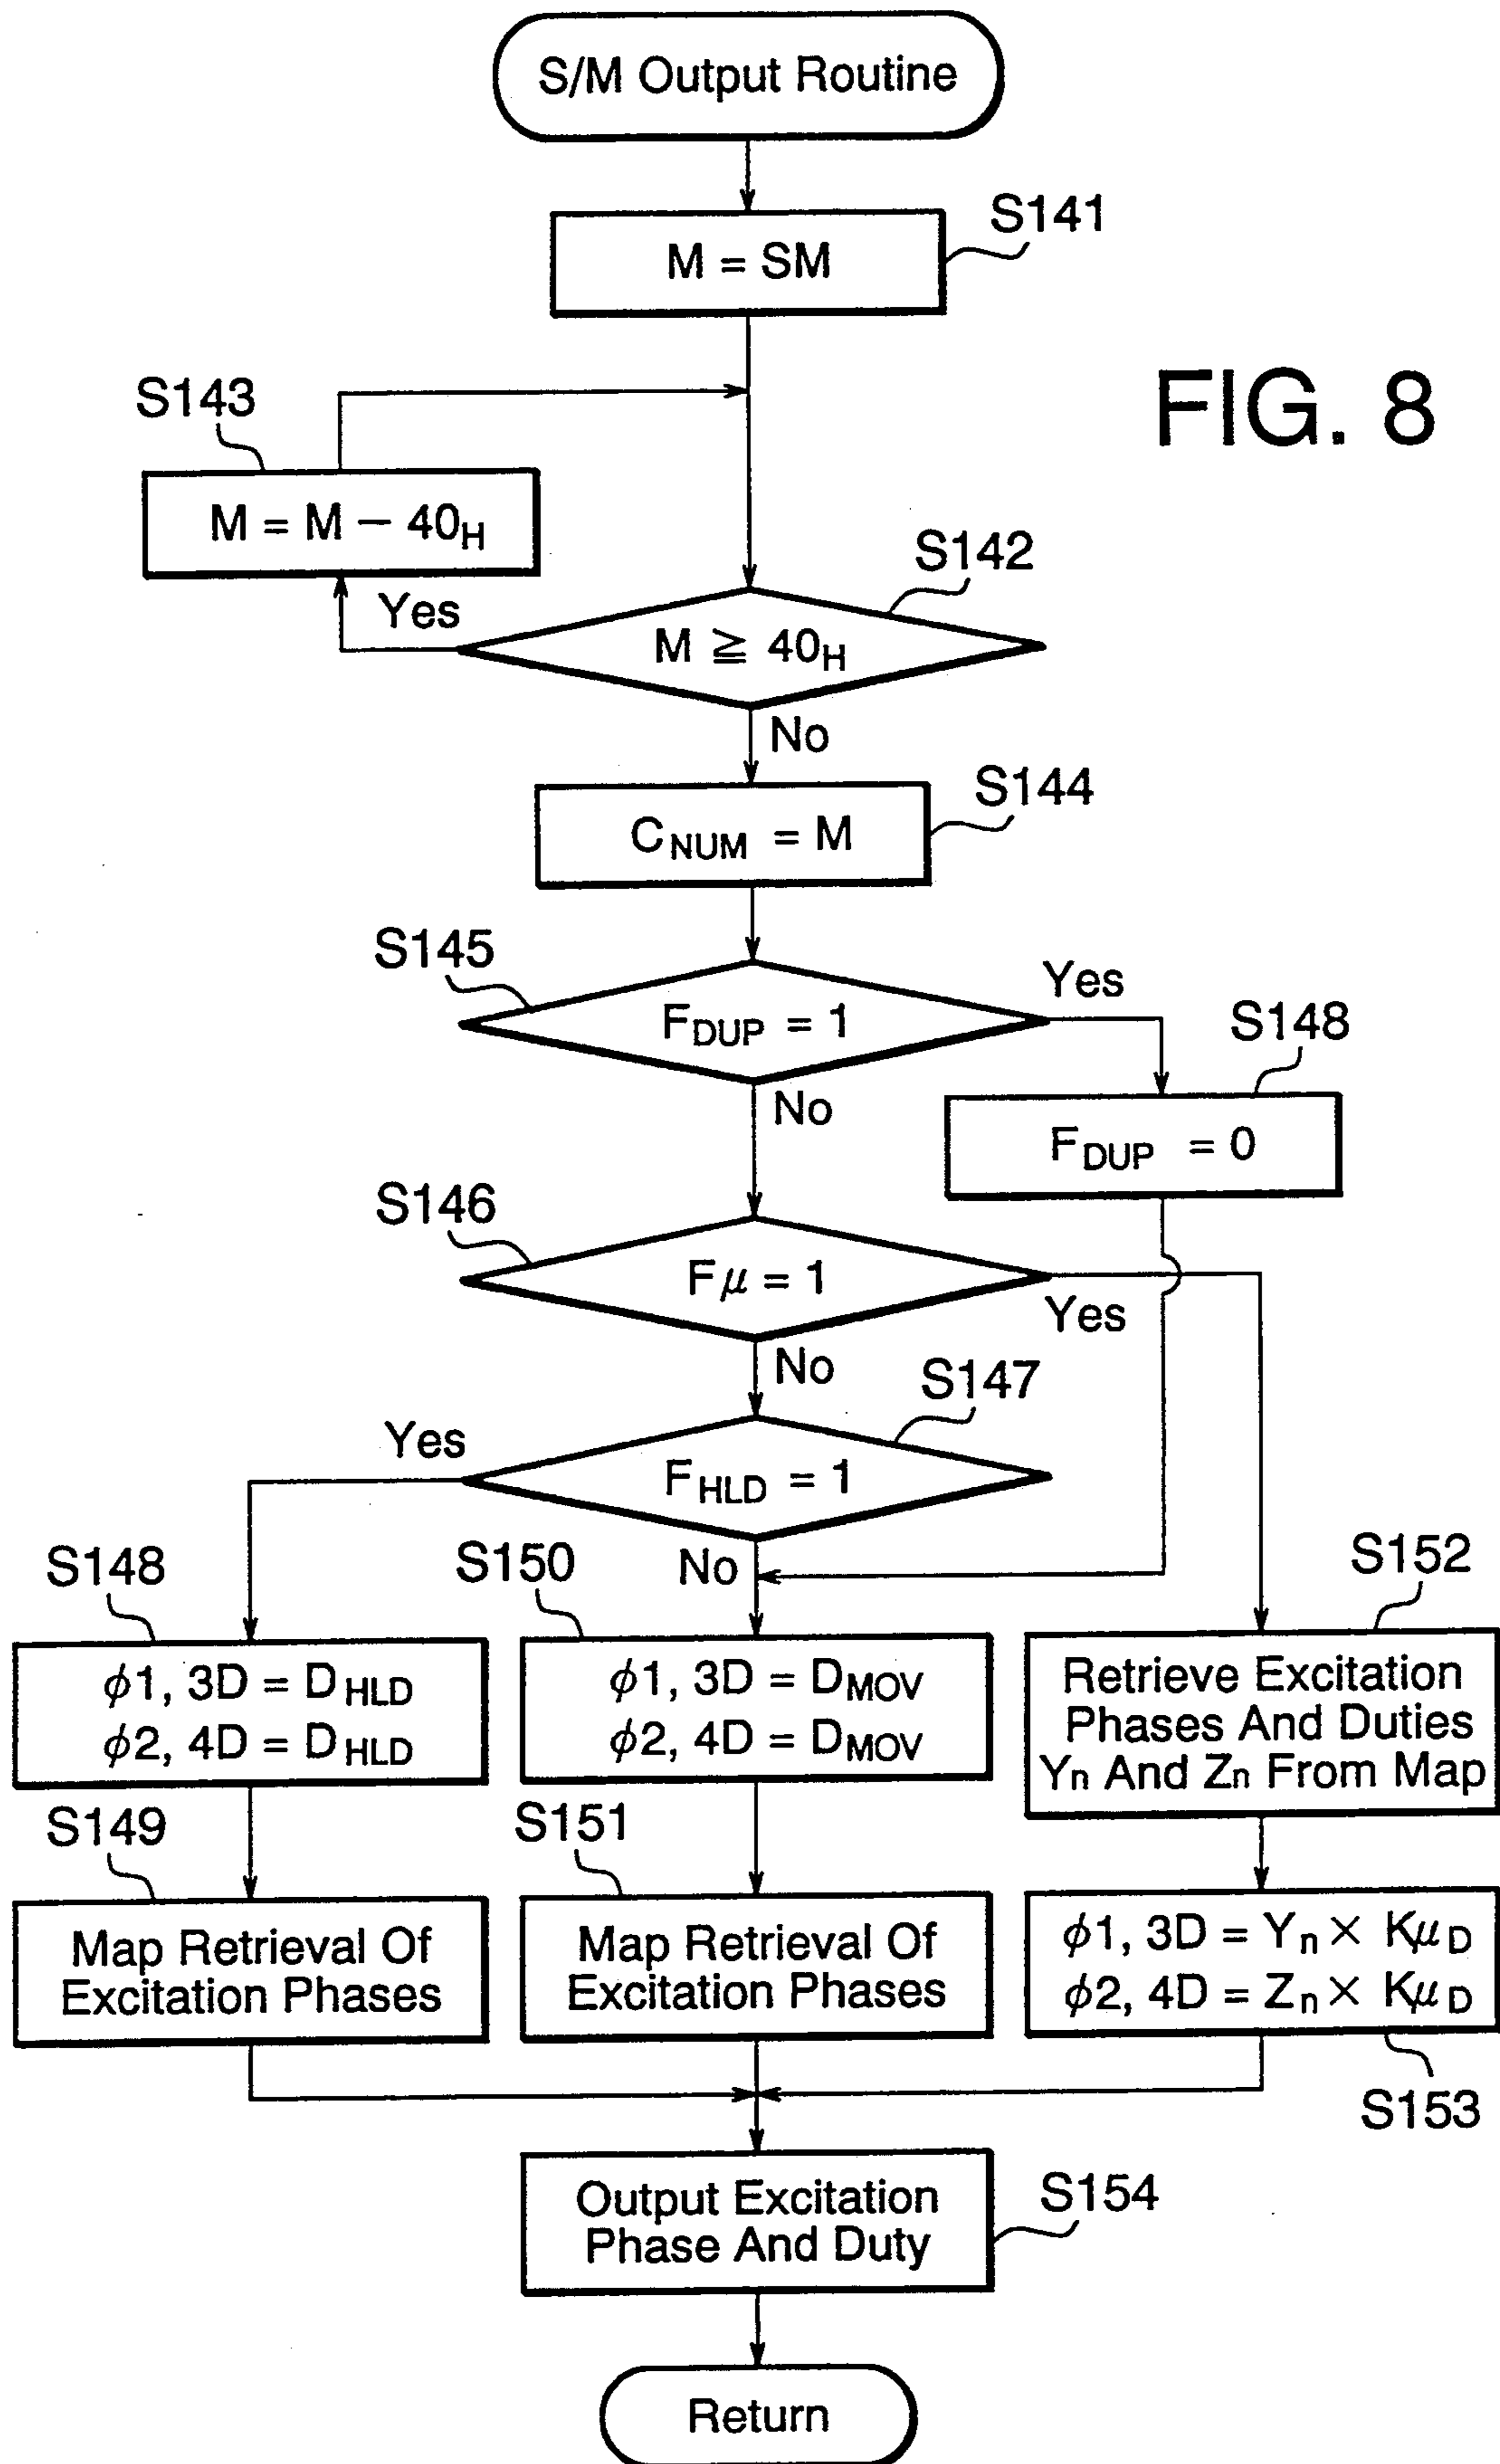 S/M Output Routine
S141
M = SM
FIG. 8
S143
M = M − 40H
S142
Yes
M ≧ 40H
No
S144
CNUM = M
S145
Yes
FDUP = 1
S148
No
FDUP = 0
S146
Fμ = 1
Yes
No
S147
Yes
FHLD = 1
No
S148
S150
S152
ϕ1, 3D = DHLD
ϕ2, 4D = DHLD
ϕ1, 3D = DMOV
ϕ2, 4D = DMOV
Retrieve Excitation
Phases And Duties
Yn And Zn From Map
S149
S151
Map Retrieval Of
Excitation Phases
Map Retrieval Of
Excitation Phases
ϕ1, 3D = Yn × KμD
ϕ2, 4D = Zn × KμD
S153
Output Excitation
Phase And Duty
S154
Return